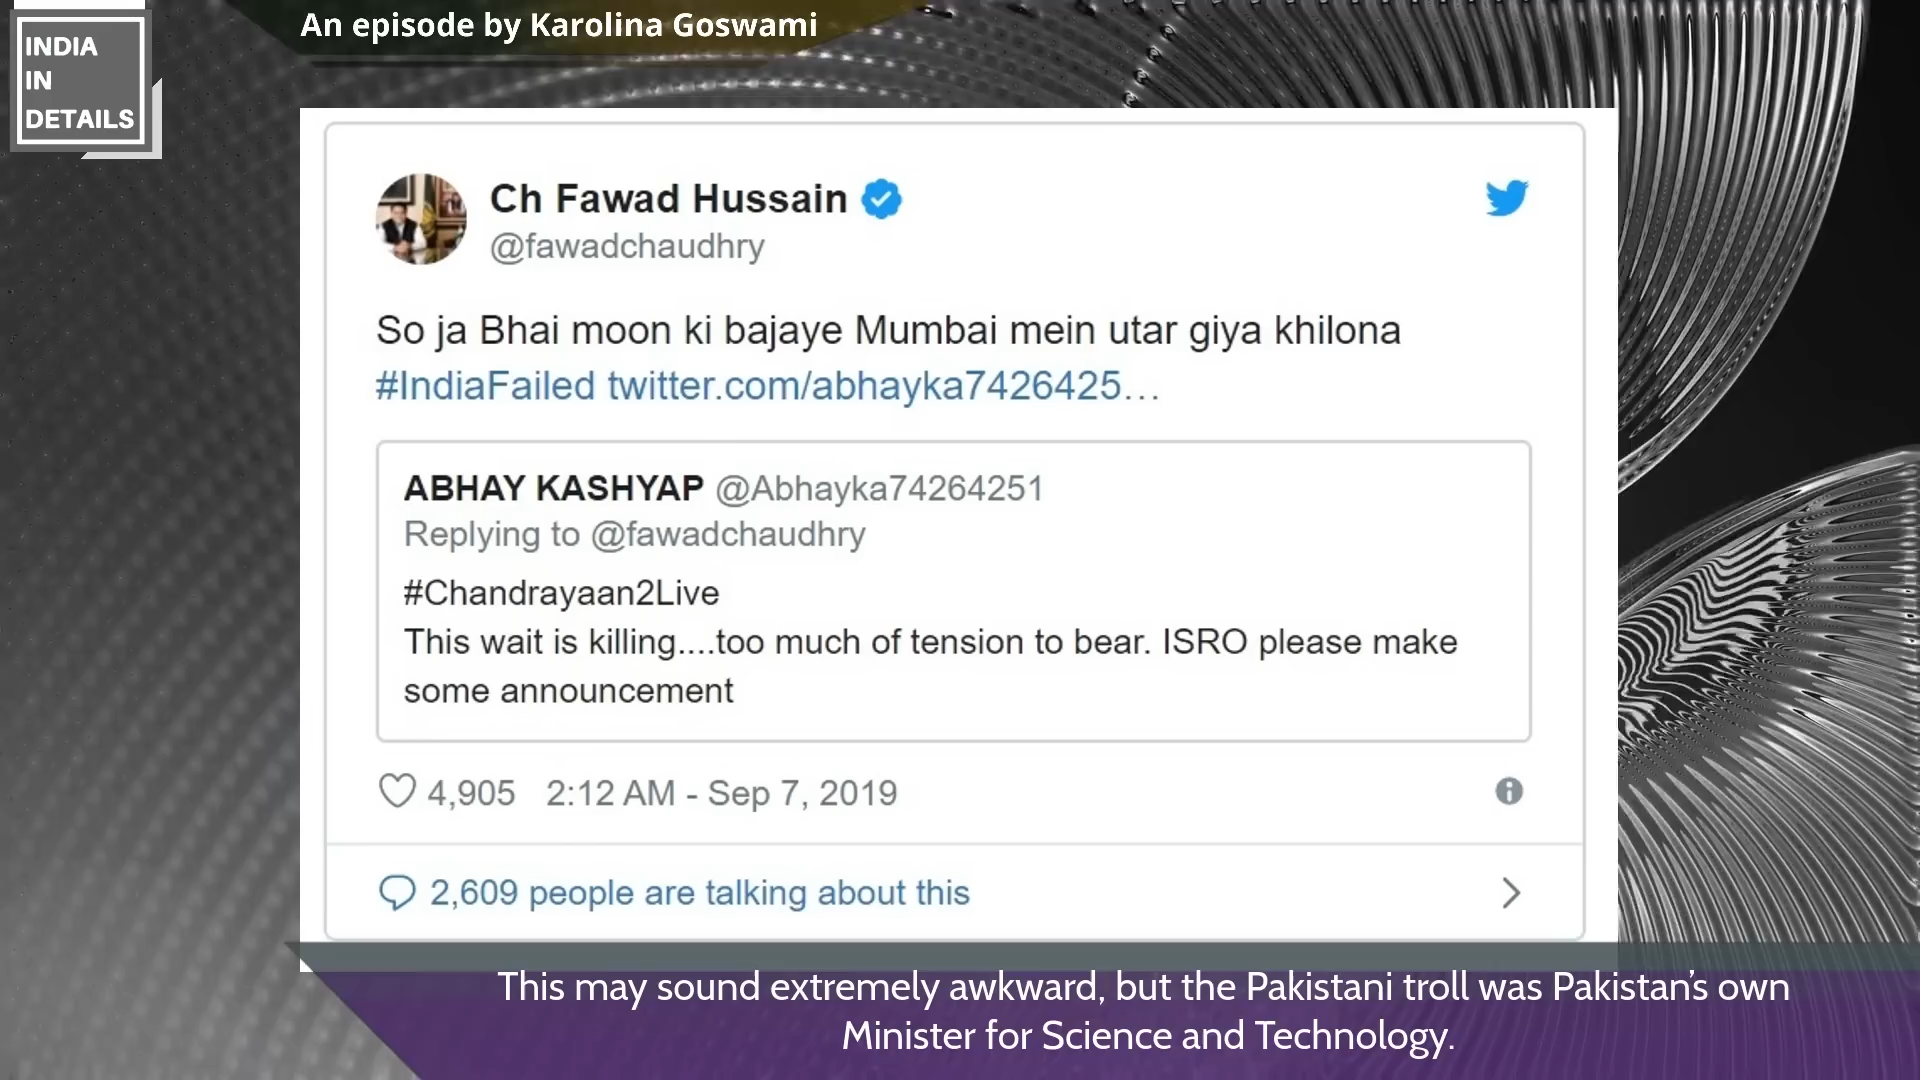 An episode by Karolina Goswami
INDIA
IN
DETAILS
Ch Fawad Hussain
@fawadchaudhry
So ja Bhai moon ki bajaye Mumbai mein utar giya khilona
#IndiaFailed twitter.com/abhayka7426425…
ABHAY KASHYAP @Abhayka74264251
Replying to @fawadchaudhry
#Chandrayaan2Live
This wait is killing....too much of tension to bear. ISRO please make
some announcement
4,905 2:12 AM - Sep 7, 2019
2,609 people are talking about this
This may sound extremely awkward, but the Pakistani troll was Pakistan's own
Minister for Science and Technology.